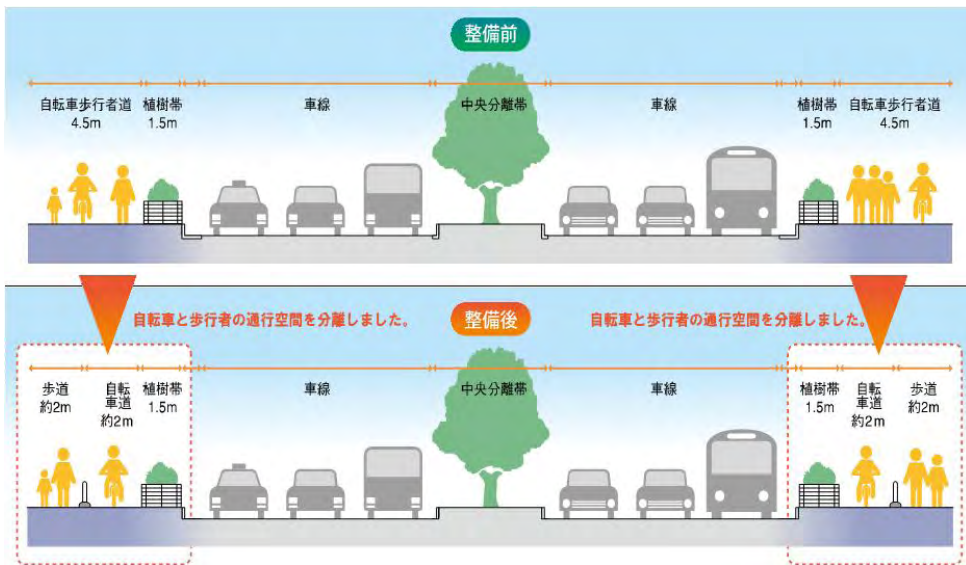 整備前
自転車歩行者道
4.5m
植樹帯
1.5m
車線
中央分離帯
車線
植樹帯
1.5m
自転車歩行者道
4.5m
自転車と歩行者の通行空間を分離しました。
整備後
自転車と歩行者の通行空間を分離しました。
歩道
約2m
自転
車道
約2m
植樹帯
1.5m
車線
中央分離帯
車線
植樹帯
1.5m
自転
車道
約2m
歩道
約2m